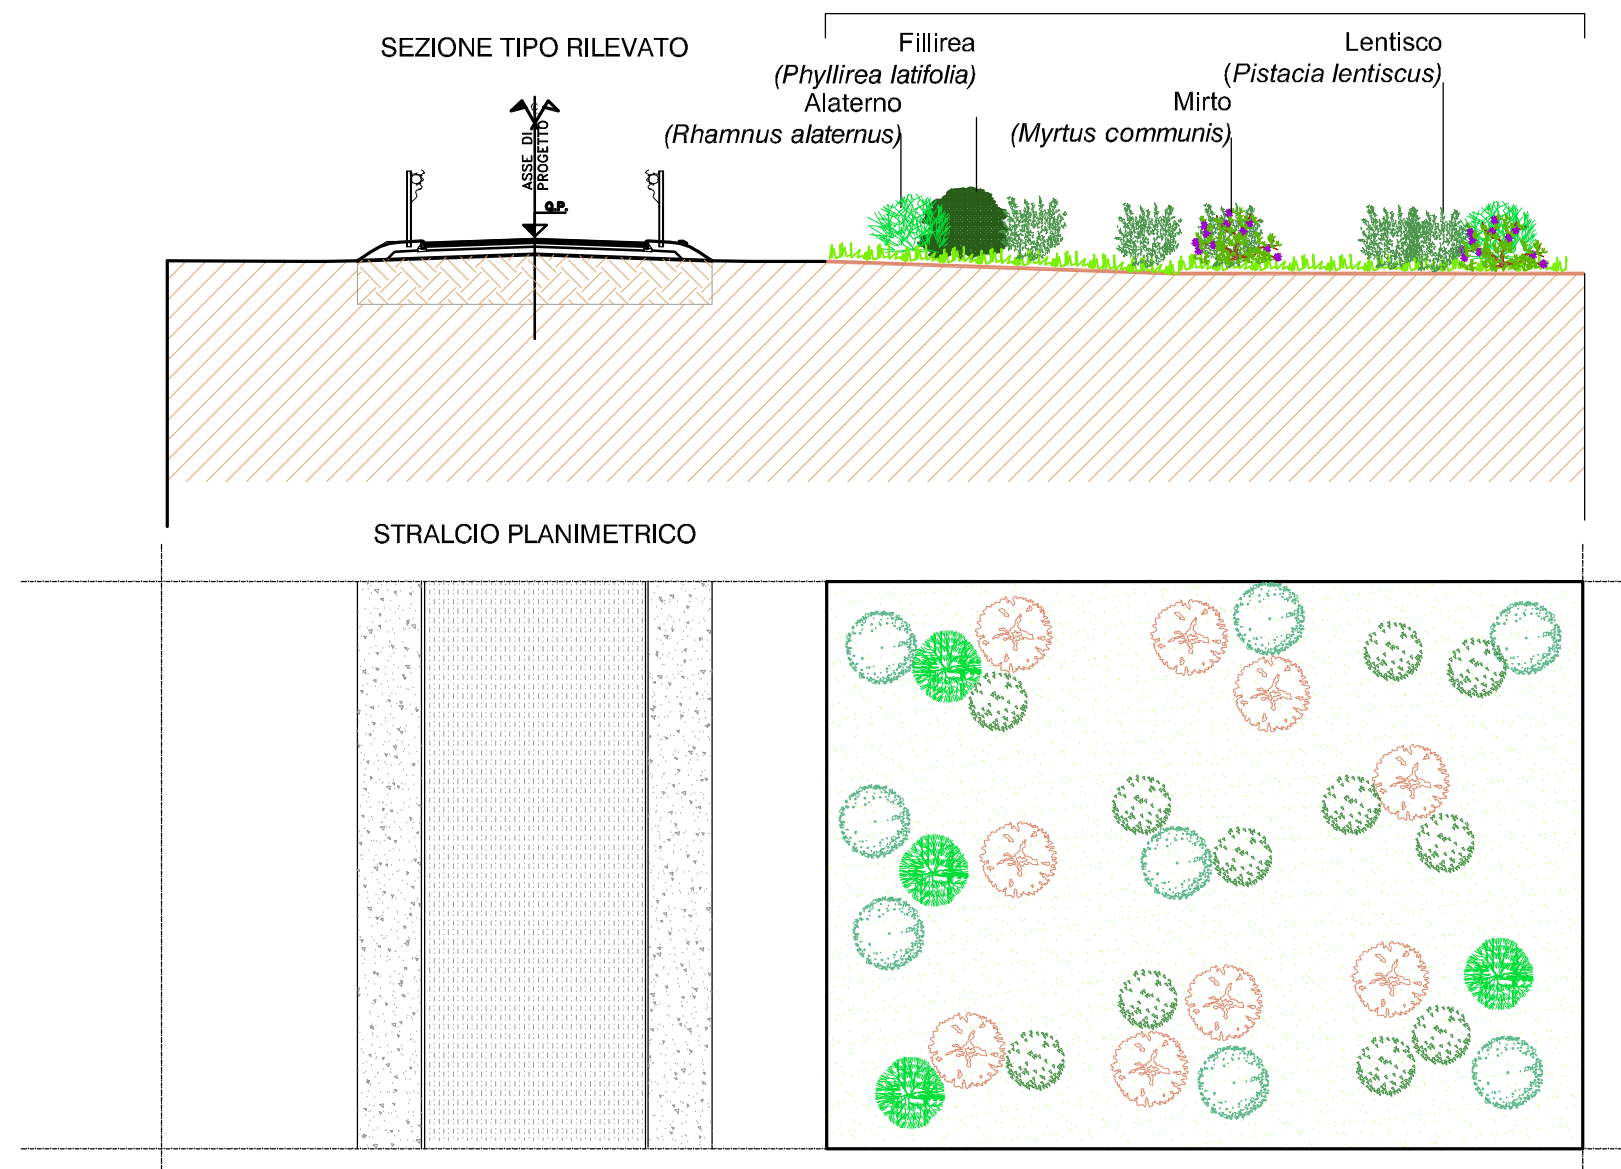 SEZIONE TIPO RILEVATO
Fillirea
(Phyllirea latifolia)
Alaterno
(Rhamnus alaternus)
Lentisco
(Pistacia lentiscus)
Mirto
(Myrtus communis)
ASSE DI
PROGETTO
Q.P.
STRALCIO PLANIMETRICO